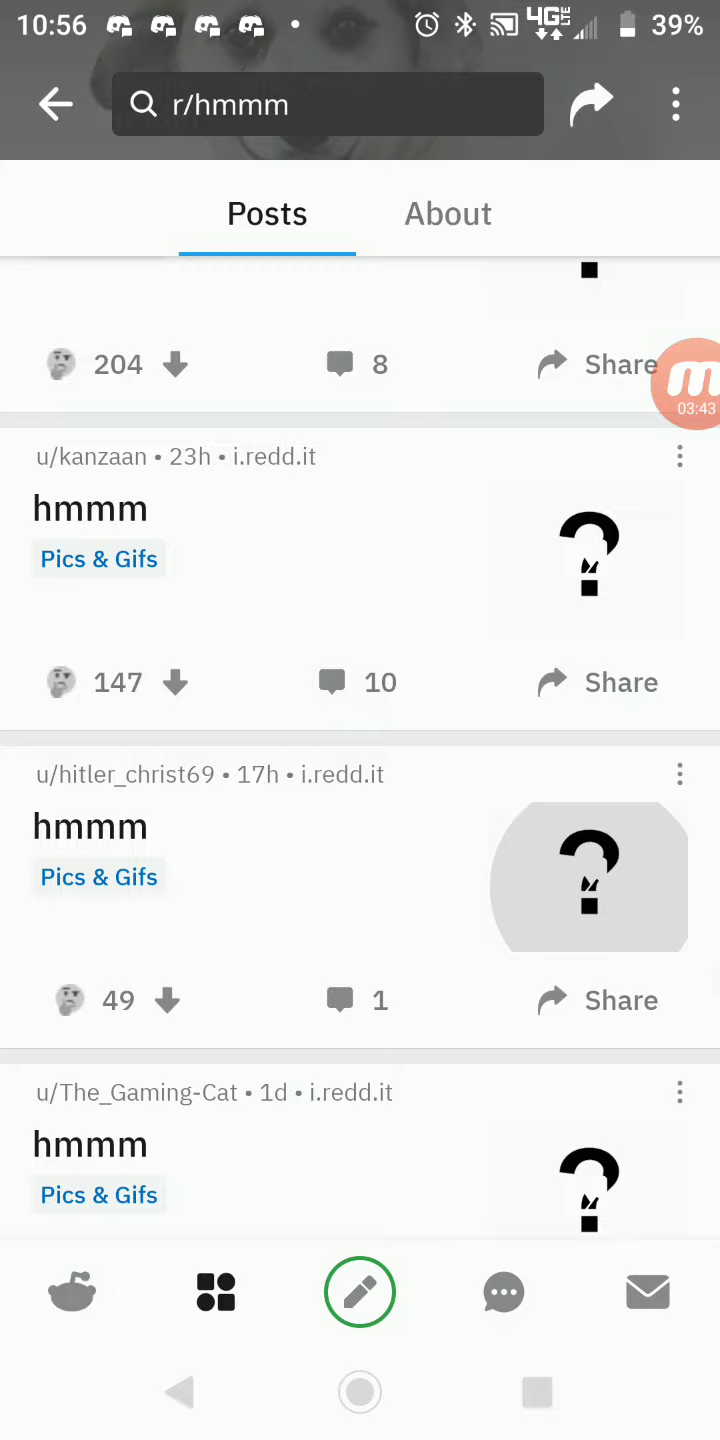 10:56
4G LTE
39%
r/hmmm
Posts About
204 8 Share
03:43
u/kanzaan • 23h • i.redd.it
hmmm
Pics & Gifs
?
147 10 Share
u/hitler_christ69 • 17h • i.redd.it
hmmm
Pics & Gifs
?
49 1 Share
u/The_Gaming-Cat • 1d • i.redd.it
hmmm
Pics & Gifs
?